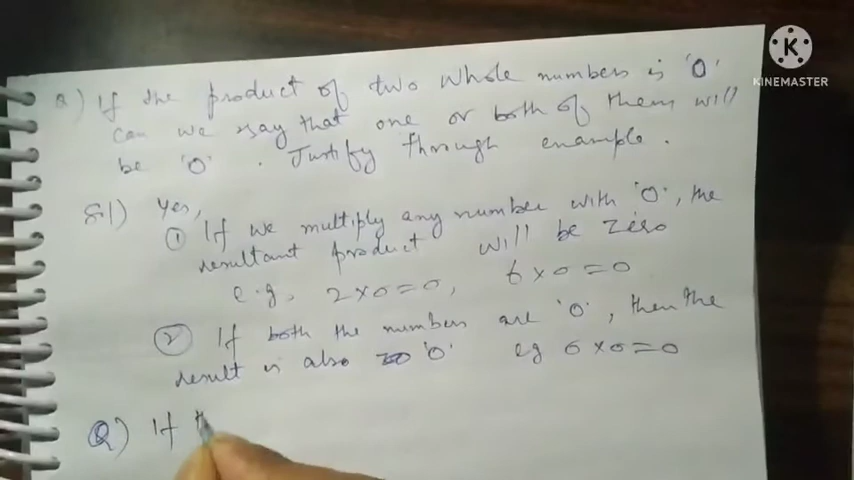 Q) If the product of two whole numbers is '0'
can we say that one or both of them will
be '0'. Justify through example.
Sol) Yes,
① If we multiply any number with '0', the
resultant product will be zero
e.g. 2×0=0, 6×0=0
② If both the numbers are '0', then the
result is also '0' eg 0×0=0
Q) If
K
KINEMASTER